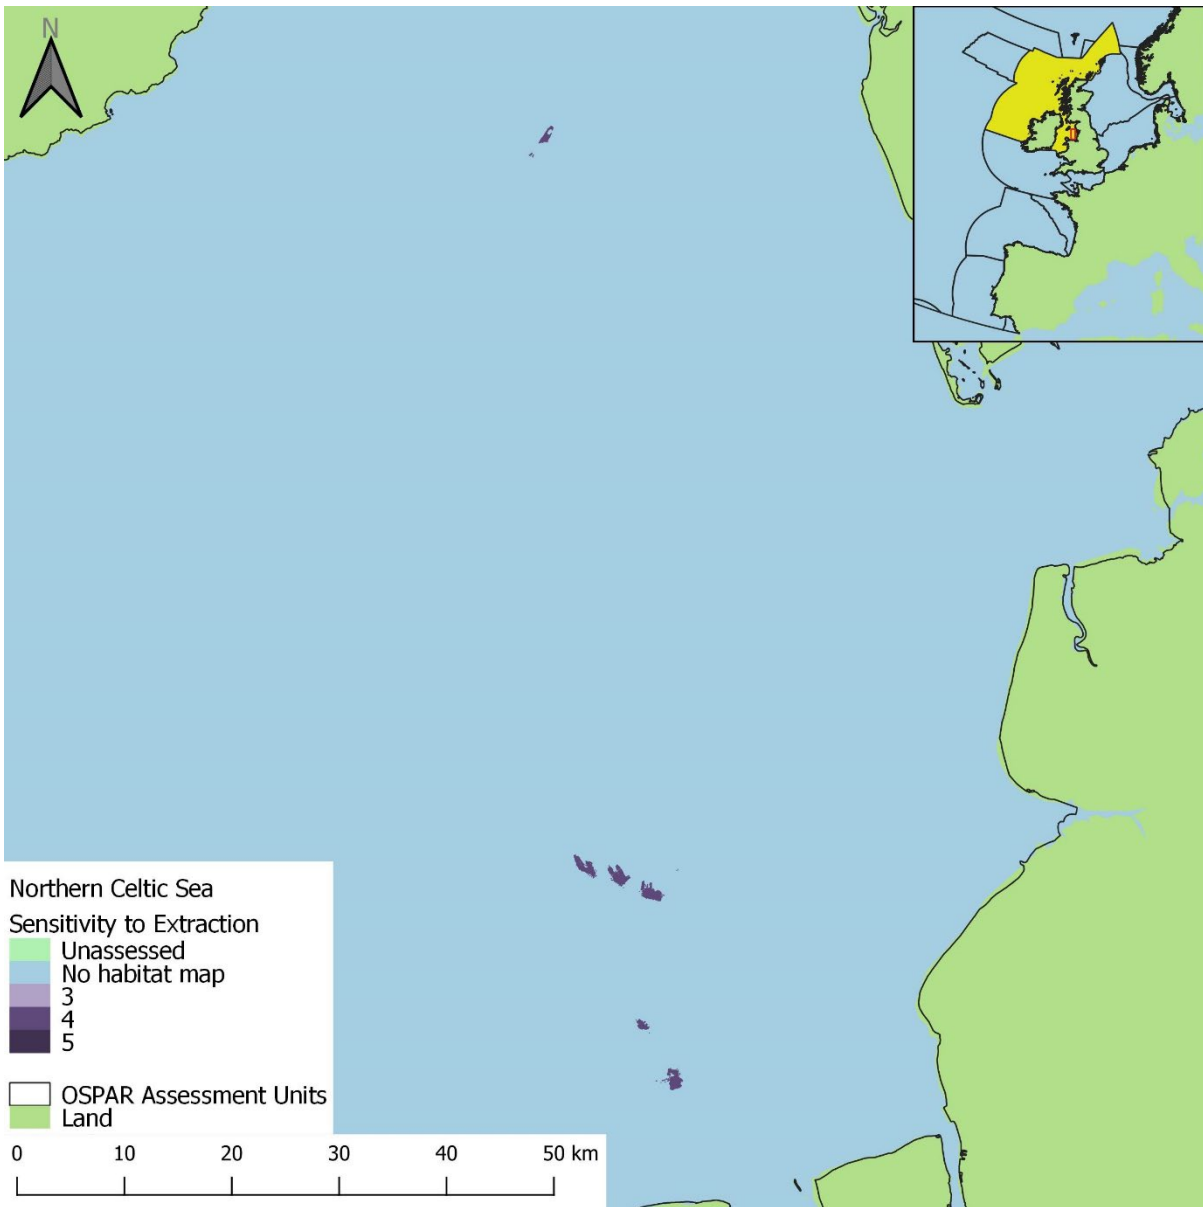 N
Northern Celtic Sea
Sensitivity to Extraction
Unassessed
No habitat map
3
4
5
OSPAR Assessment Units
Land
0 10 20 30 40 50 km